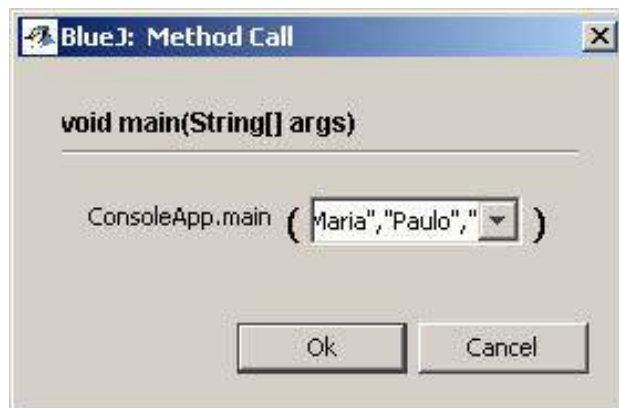 BlueJ: Method Call
void main(String[] args)
ConsoleApp.main ( Maria","Paulo"," )
Ok Cancel